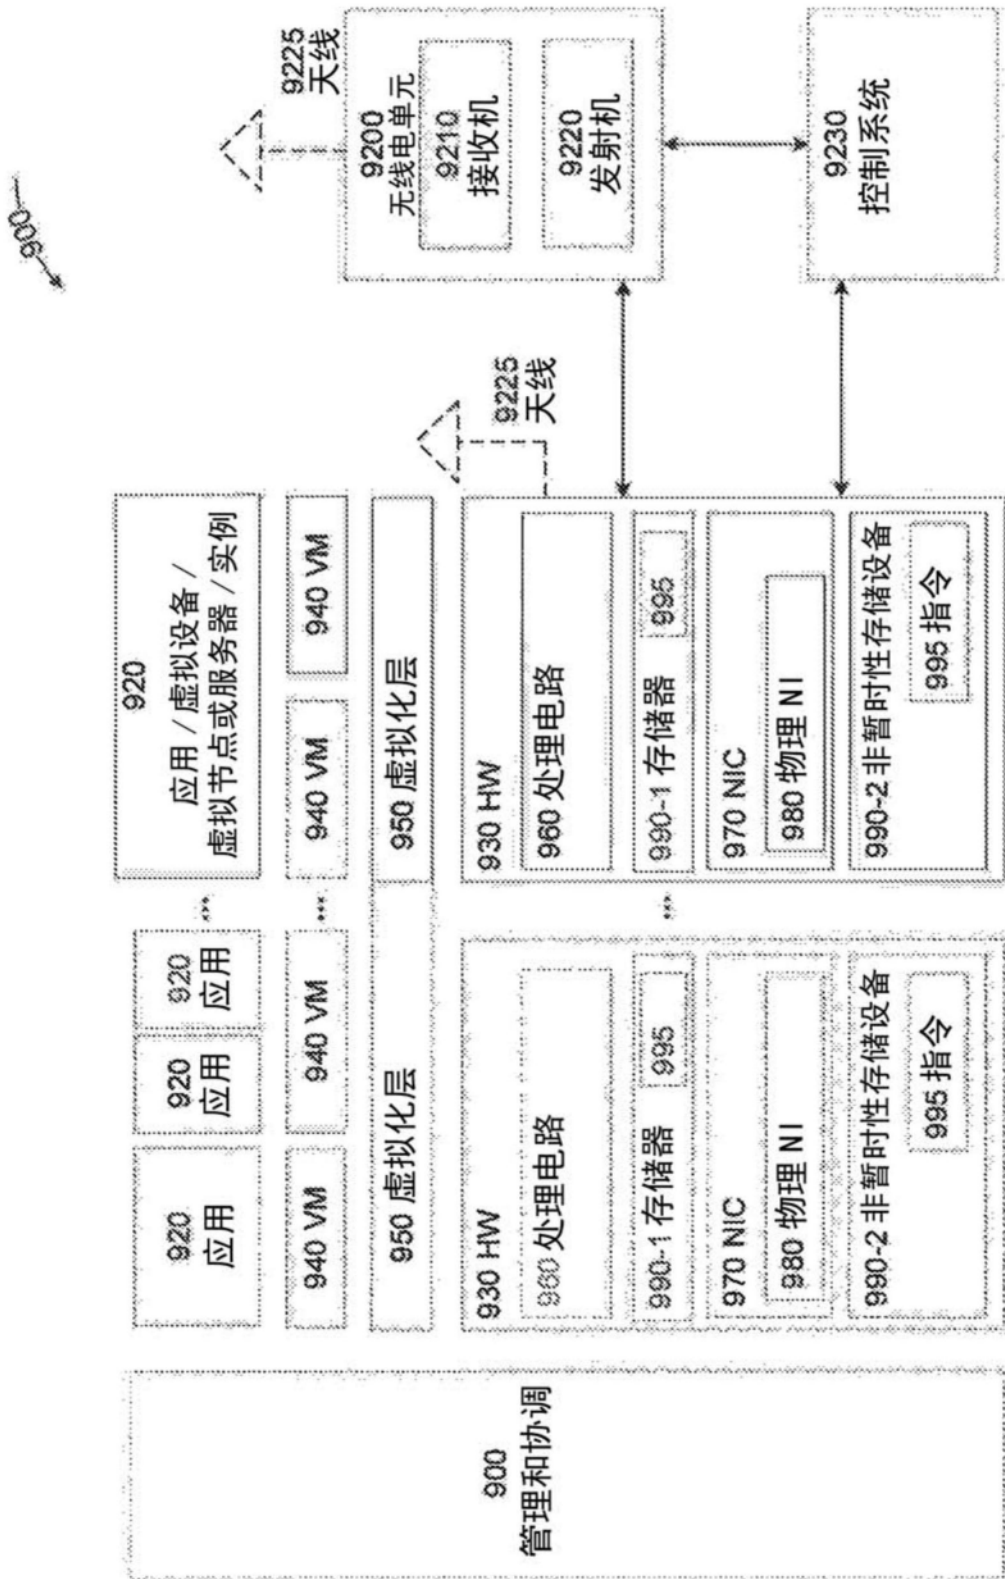 900
9225
天线
920
应用
920
应用
920
应用
...
920
应用 / 虚拟设备 /
虚拟节点或服务器 / 实例
940 VM
940 VM
...
940 VM
940 VM
950 虚拟化层
950 虚拟化层
9200
无线电单元
9210
接收机
9220
发射机
9225
天线
930 HW
960 处理电路
990-1 存储器
995
970 NIC
980 物理 NI
990-2 非暂时性存储设备
995 指令
...
930 HW
960 处理电路
990-1 存储器
995
970 NIC
980 物理 NI
990-2 非暂时性存储设备
995 指令
9230
控制系统
900
管理和协调